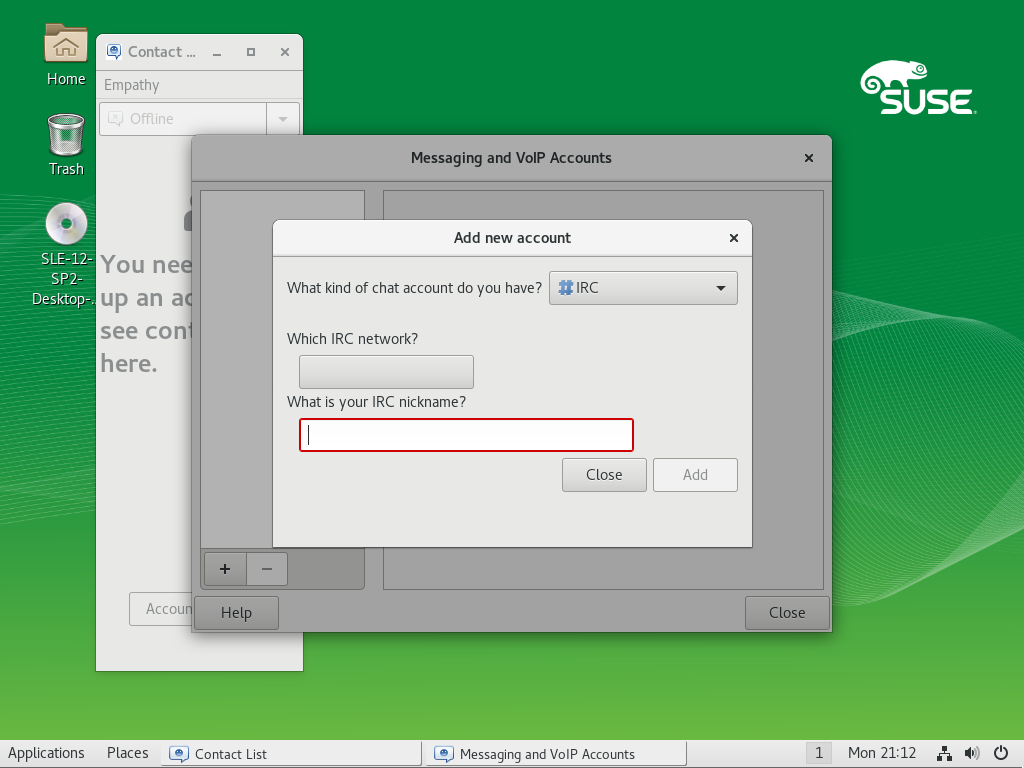 Home
Trash
SLE-12-
SP2-
Desktop-..
SUSE
Contact ...
Empathy
Offline
You nee
up an ac
see cont
here.
Accoun
Messaging and VoIP Accounts
Add new account
What kind of chat account do you have?
IRC
Which IRC network?
What is your IRC nickname?
Close
Add
+
−
Help
Close
Applications
Places
Contact List
Messaging and VoIP Accounts
1
Mon 21:12